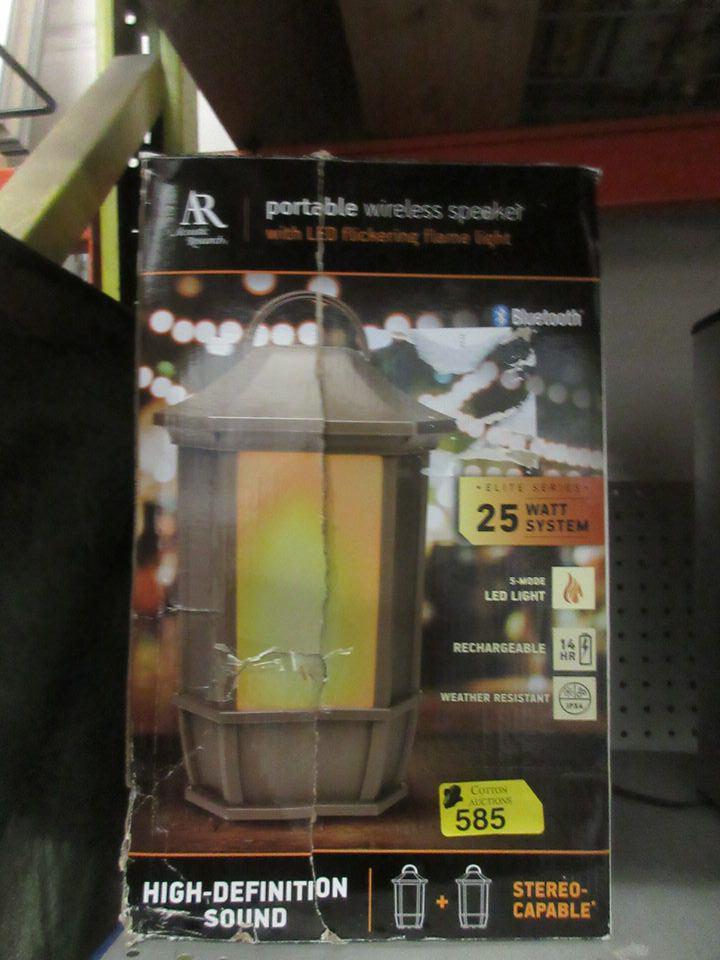 AR
Acoustic
Research
portable wireless speaker
with LED flickering flame light
Bluetooth
ELITE SERIES
25 WATT
SYSTEM
5-MODE
LED LIGHT
RECHARGEABLE
14
HR
WEATHER RESISTANT
IP54
COTTON
AUCTIONS
585
HIGH-DEFINITION
SOUND
+
STEREO-
CAPABLE*